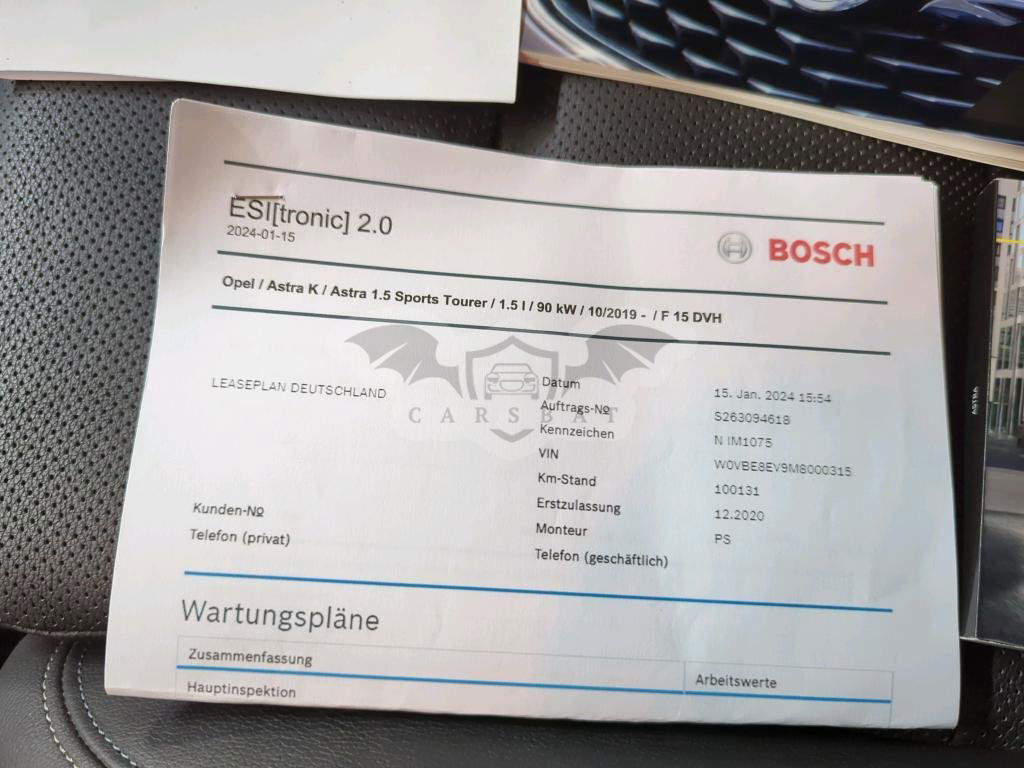 ESI[tronic] 2.0
2024-01-15
BOSCH
Opel / Astra K / Astra 1.5 Sports Tourer / 1.5 l / 90 kW / 10/2019 - / F 15 DVH
LEASEPLAN DEUTSCHLAND
Datum 15. Jan. 2024 15:54
Auftrags-№ S263094618
Kennzeichen N IM1075
VIN W0VBE8EV9M8000315
Km-Stand 100131
Erstzulassung 12.2020
Monteur PS
Telefon (geschäftlich)
Kunden-№
Telefon (privat)
CARSBAT
Wartungspläne
Zusammenfassung Arbeitswerte
Hauptinspektion
ASTRA